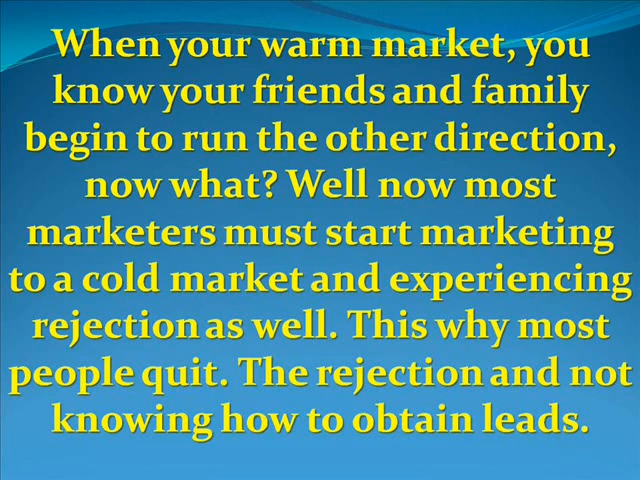 When your warm market, you
know your friends and family
begin to run the other direction,
now what? Well now most
marketers must start marketing
to a cold market and experiencing
rejection as well. This why most
people quit. The rejection and not
knowing how to obtain leads.